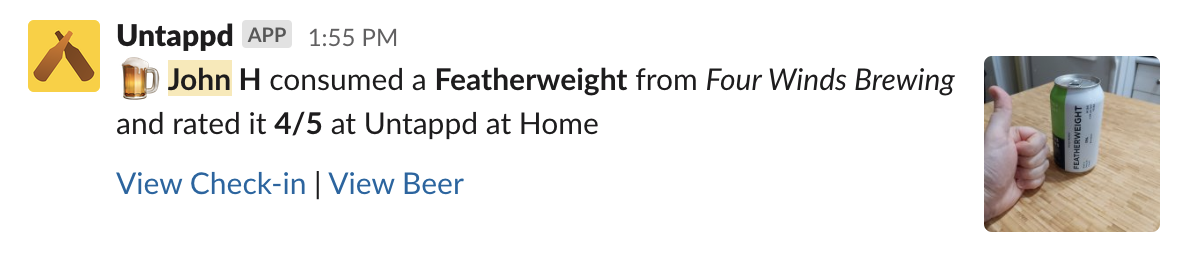 Untappd APP 1:55 PM
John H consumed a Featherweight from Four Winds Brewing
and rated it 4/5 at Untappd at Home
View Check-in | View Beer
FEATHERWEIGHT